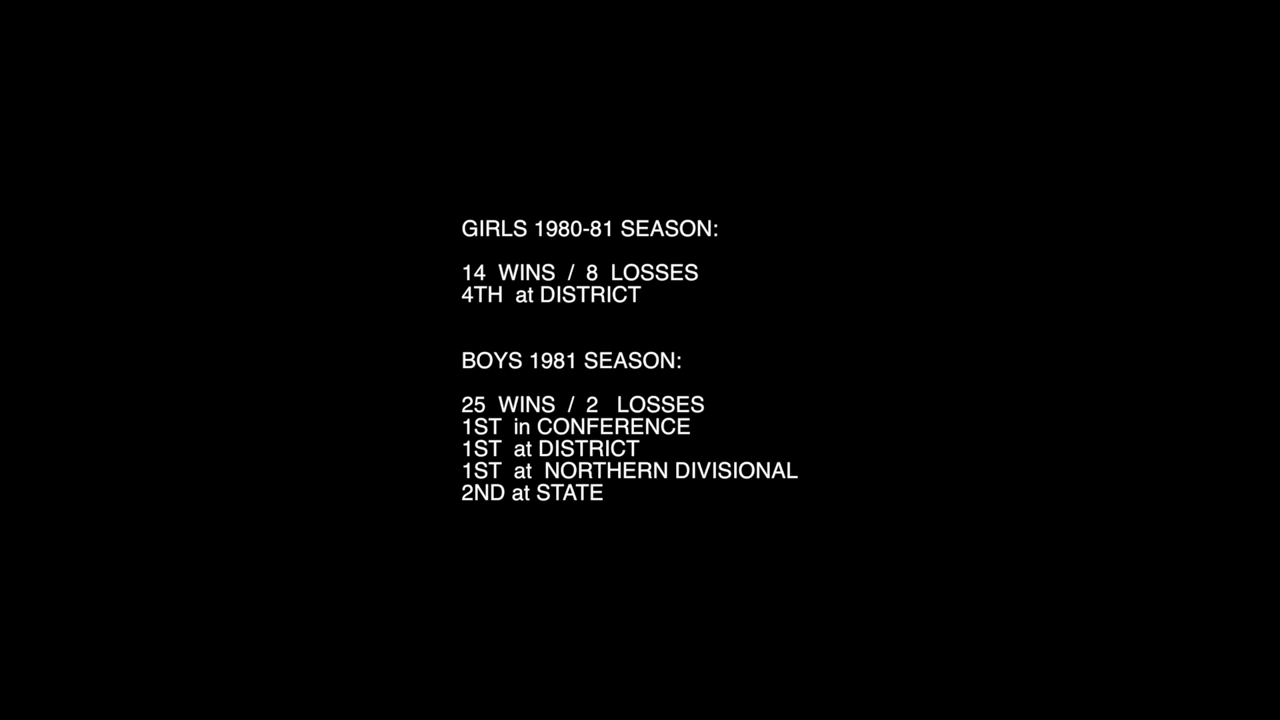 GIRLS 1980-81 SEASON:
14 WINS / 8 LOSSES
4TH at DISTRICT
BOYS 1981 SEASON:
25 WINS / 2 LOSSES
1ST in CONFERENCE
1ST at DISTRICT
1ST at NORTHERN DIVISIONAL
2ND at STATE